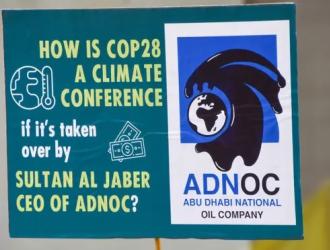 HOW IS COP28
A CLIMATE
CONFERENCE
if it's taken
over by
SULTAN AL JABER
CEO OF ADNOC?
ADNOC
ABU DHABI NATIONAL
OIL COMPANY